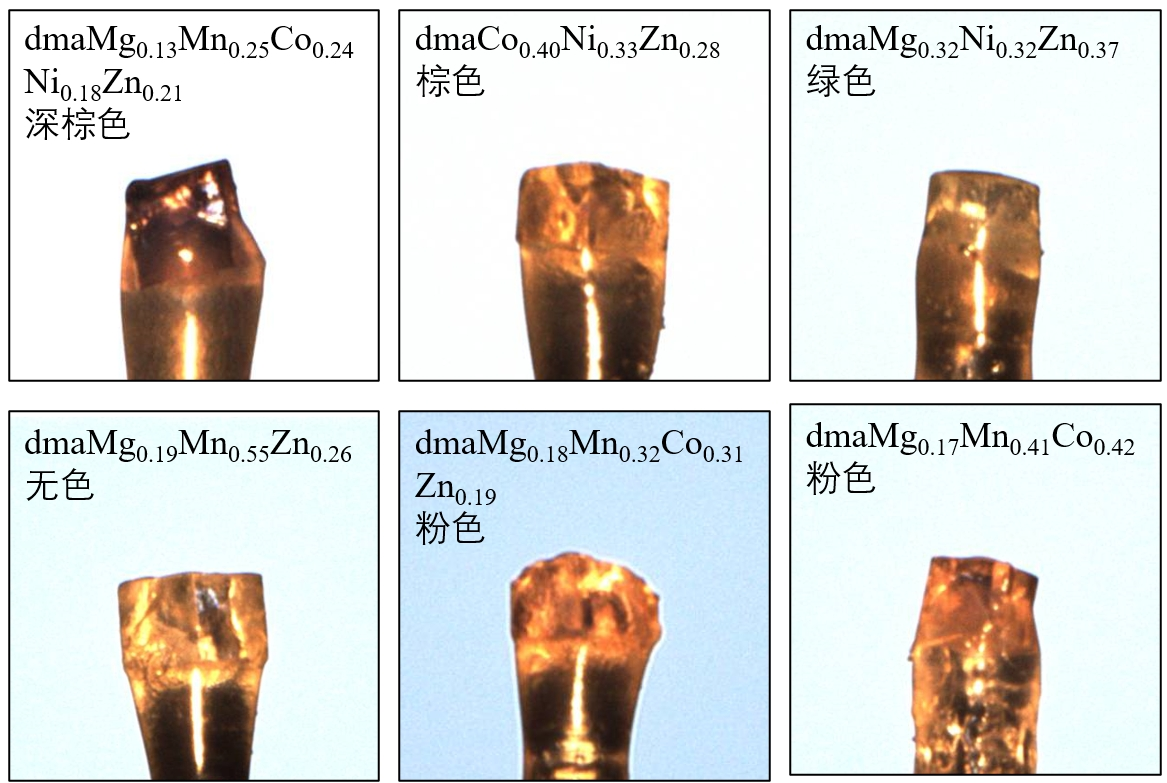 dmaMg0.13Mn0.25Co0.24
Ni0.18Zn0.21
深棕色
dmaCo0.40Ni0.33Zn0.28
棕色
dmaMg0.32Ni0.32Zn0.37
绿色
dmaMg0.19Mn0.55Zn0.26
无色
dmaMg0.18Mn0.32Co0.31
Zn0.19
粉色
dmaMg0.17Mn0.41Co0.42
粉色